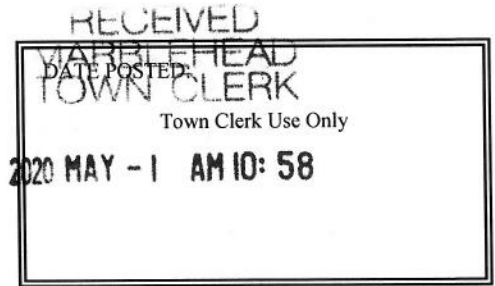 RECEIVED
MARBLEHEAD
DATE POSTED:
TOWN CLERK
Town Clerk Use Only
2020 MAY -1 AM 10: 58